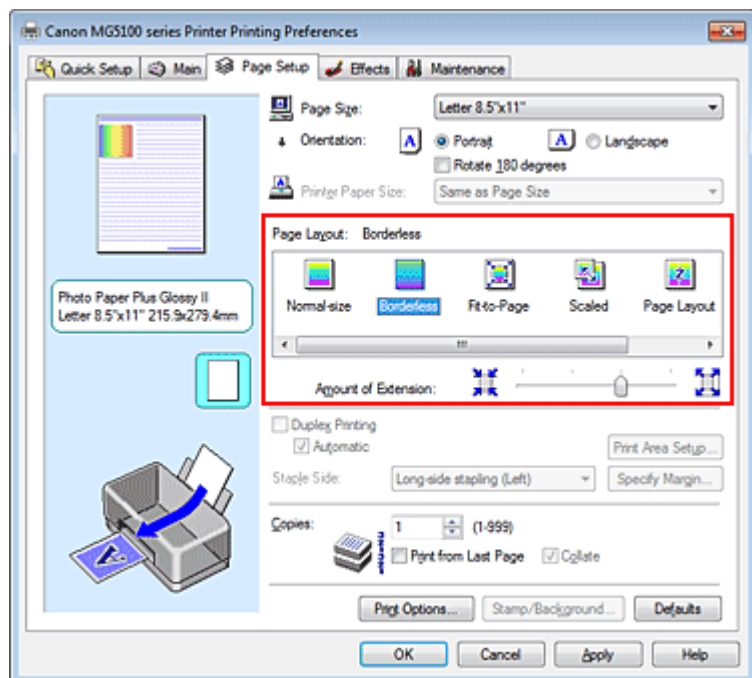 Canon MG5100 series Printer Printing Preferences
Quick Setup Main Page Setup Effects Maintenance
Page Size: Letter 8.5"x11"
Orientation: A Portrait A Landscape
Rotate 180 degrees
Printer Paper Size: Same as Page Size
Page Layout: Borderless
Normal-size Borderless Fit-to-Page Scaled Page Layout
Amount of Extension:
Photo Paper Plus Glossy II
Letter 8.5"x11" 215.9x279.4mm
Duplex Printing
Automatic Print Area Setup...
Staple Side: Long-side stapling (Left) Specify Margin...
Copies: 1 (1-999)
Print from Last Page Collate
Print Options... Stamp/Background... Defaults
OK Cancel Apply Help